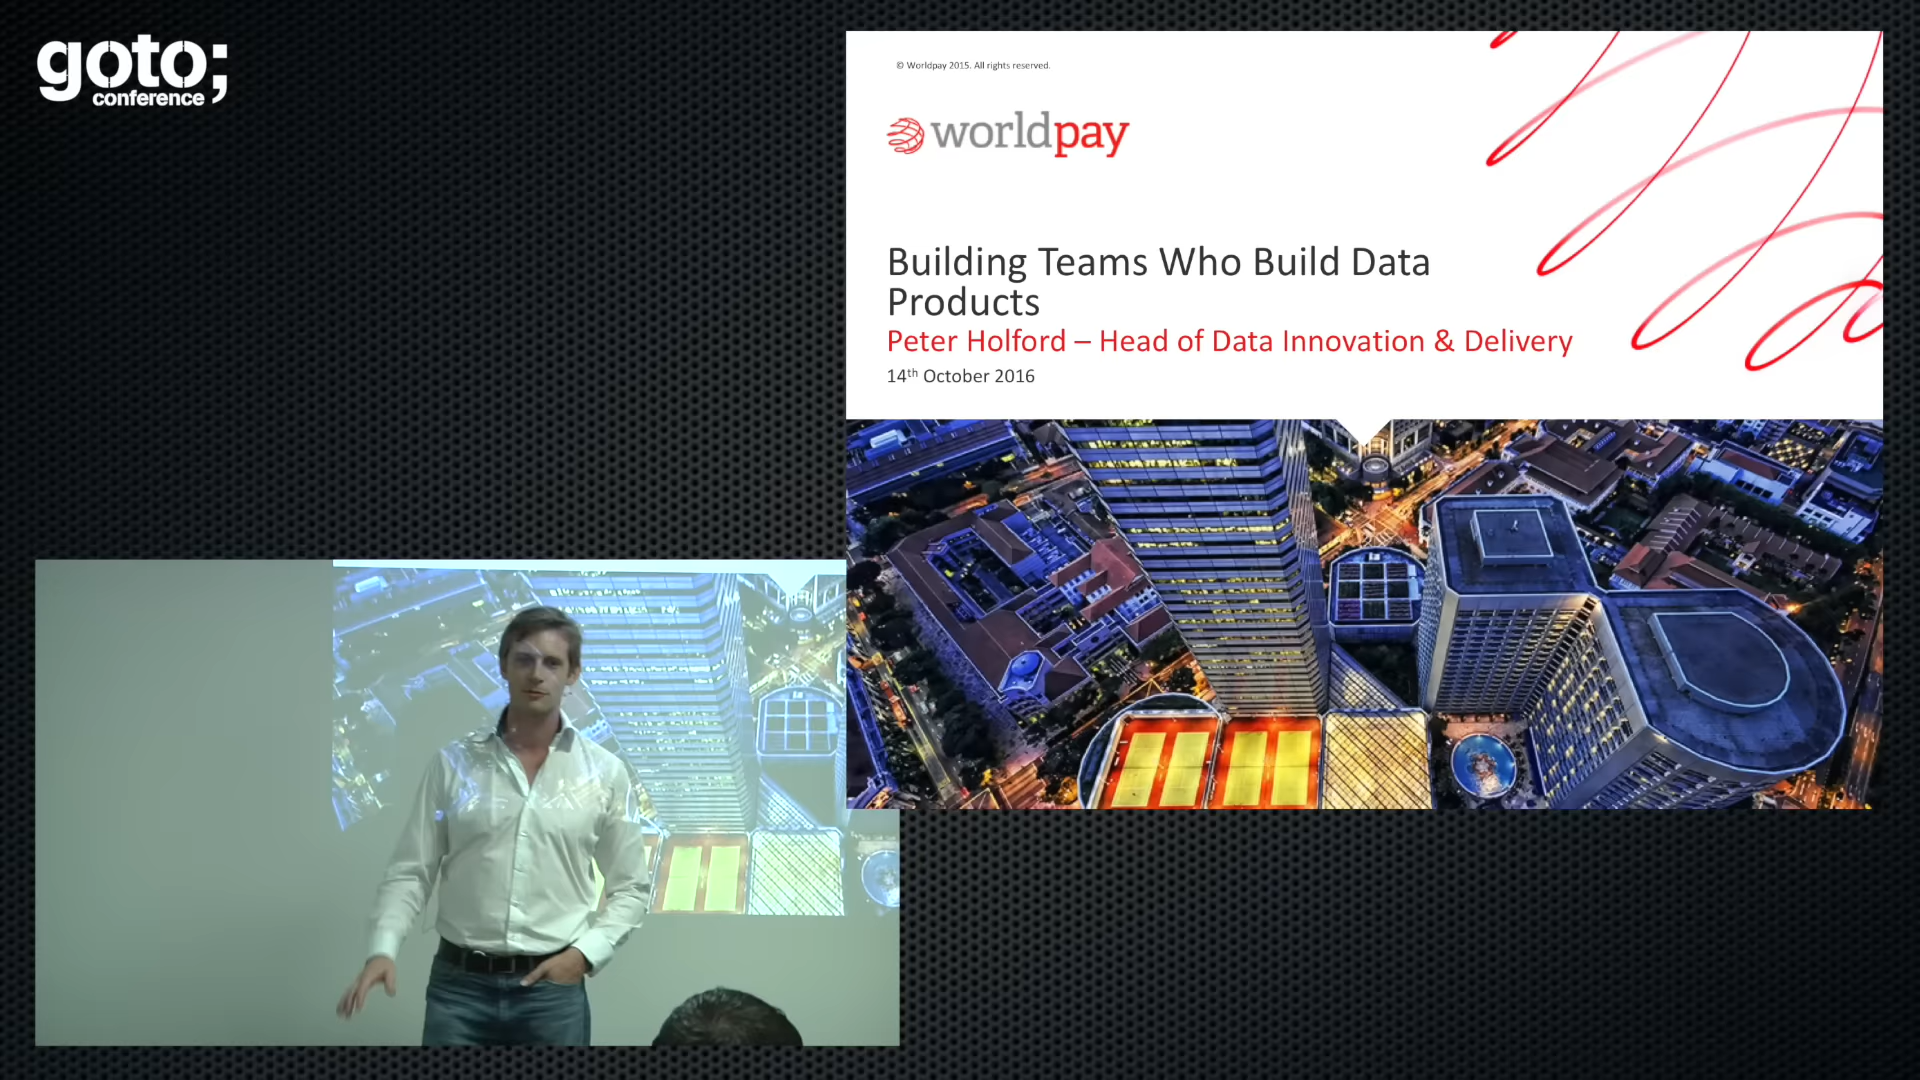 goto;
conference
© Worldpay 2015. All rights reserved.
worldpay
Building Teams Who Build Data
Products
Peter Holford – Head of Data Innovation & Delivery
14th October 2016